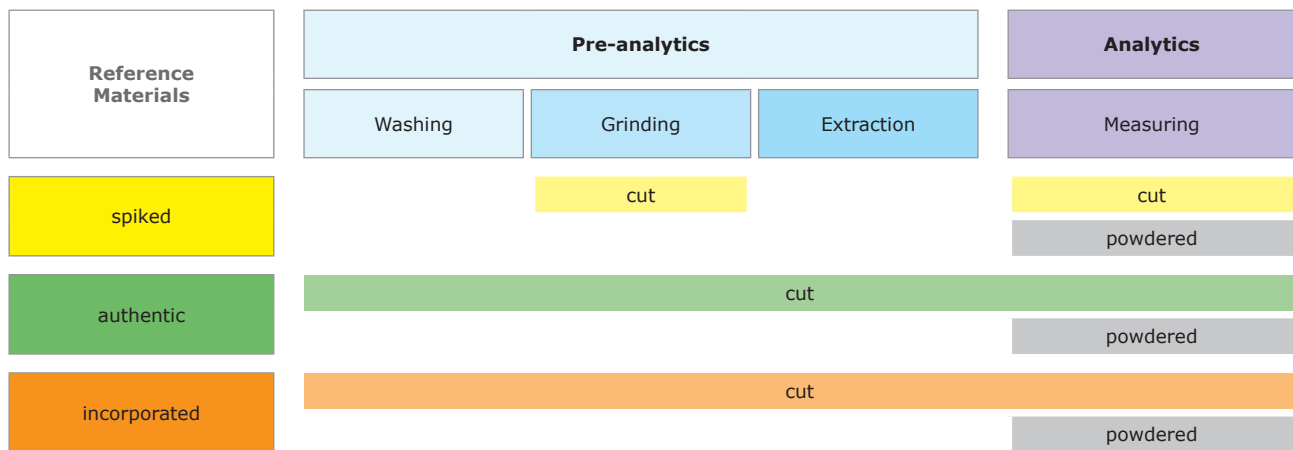 Reference
Materials
Pre-analytics
Analytics
Washing
Grinding
Extraction
Measuring
spiked
cut
cut
powdered
authentic
cut
powdered
incorporated
cut
powdered